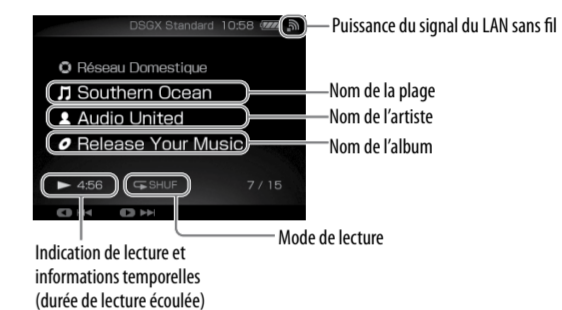 DSGX Standard 10:58
Puissance du signal du LAN sans fil
Réseau Domestique
Southern Ocean
Nom de la plage
Audio United
Nom de l'artiste
Release Your Music
Nom de l'album
4:56
SHUF
7 / 15
Mode de lecture
Indication de lecture et
informations temporelles
(durée de lecture écoulée)